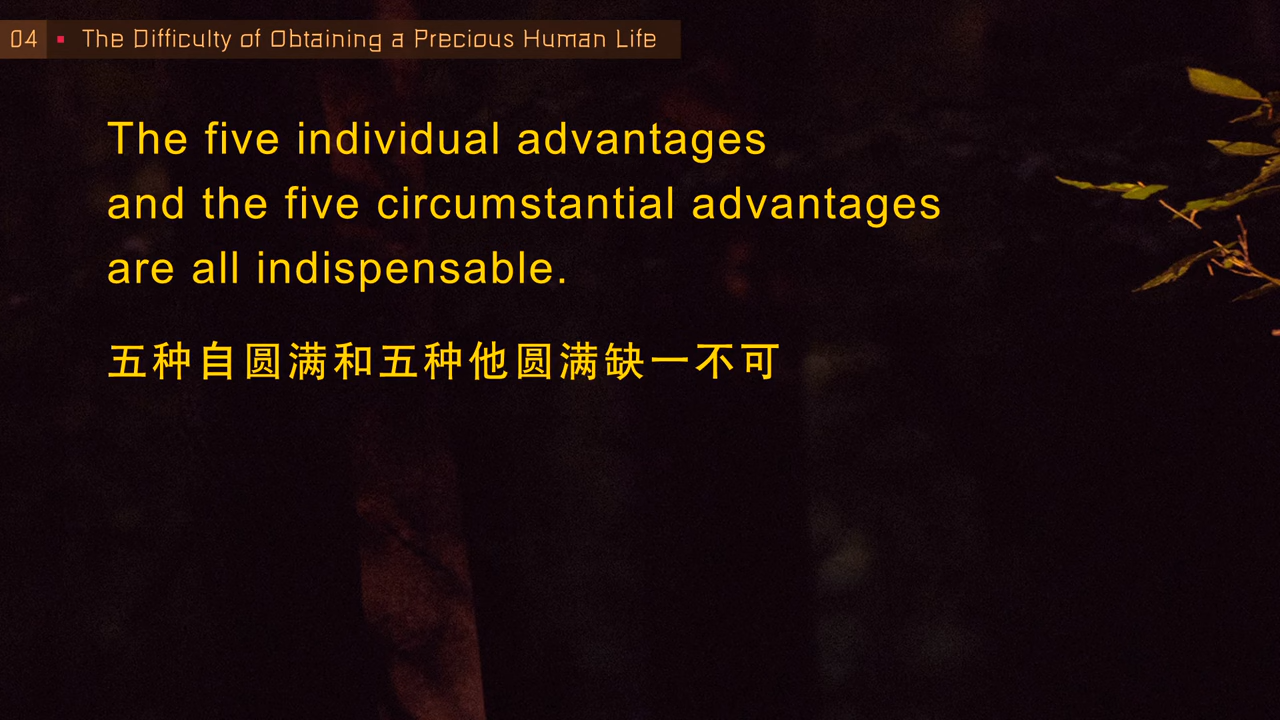 04 ▪ The Difficulty of Obtaining a Precious Human Life
The five individual advantages
and the five circumstantial advantages
are all indispensable.
五种自圆满和五种他圆满缺一不可